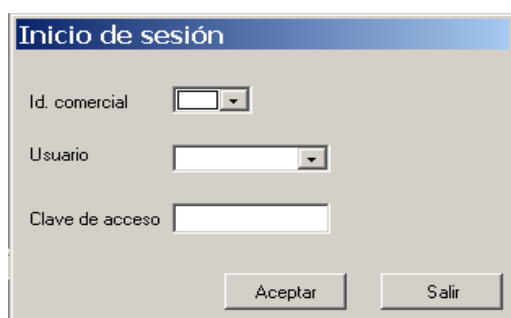 Inicio de sesión
Id. comercial
Usuario
Clave de acceso
Aceptar Salir